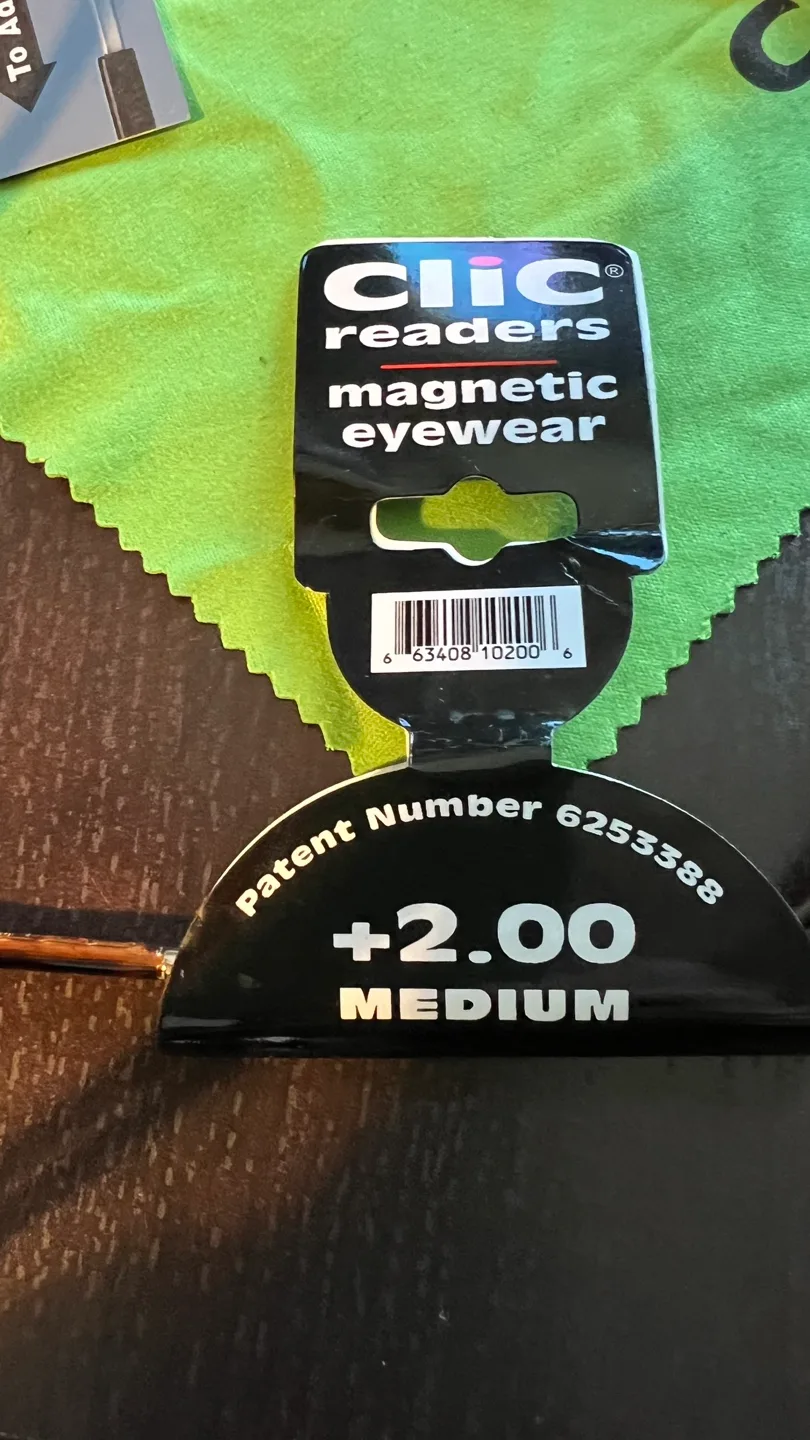 To Ad
CliC®
readers
magnetic
eyewear
6 63408 10200 6
Patent Number 6253388
+2.00
MEDIUM